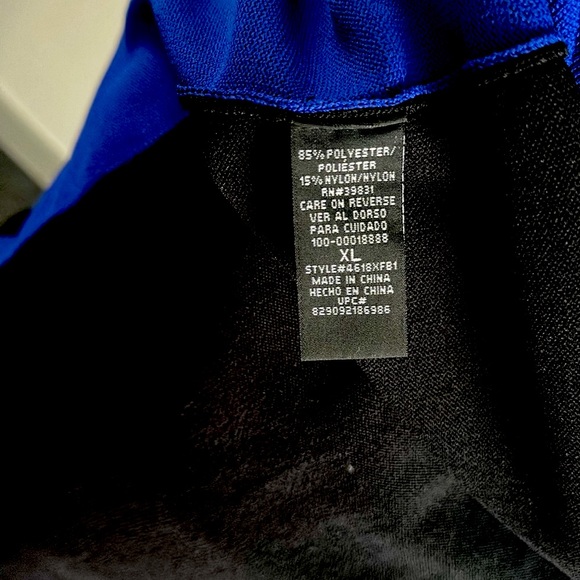 85% POLYESTER/
POLIÉSTER
15% NYLON/NYLON
RN#39831
CARE ON REVERSE
VER AL DORSO
PARA CUIDADO
100-00018888
XL
STYLE#4618XFB1
MADE IN CHINA
HECHO EN CHINA
UPC#
829092186986